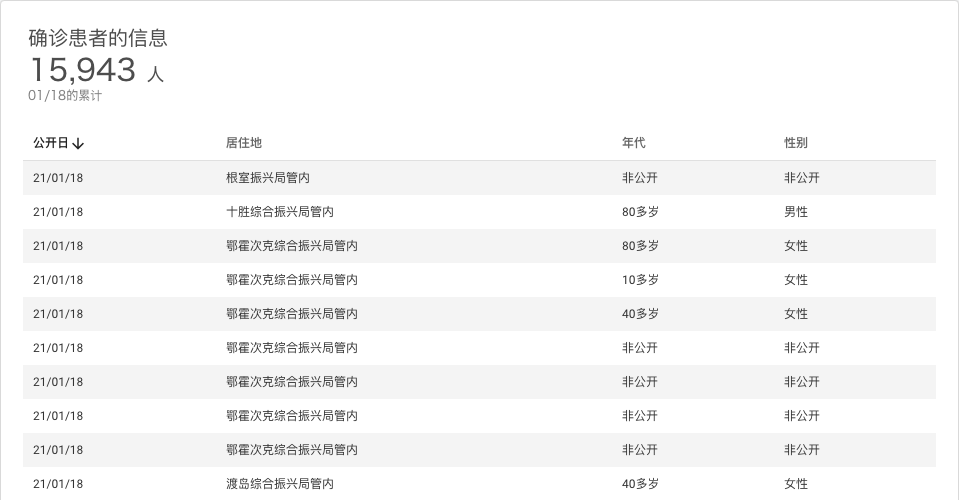 确诊患者的信息
15,943 人
01/18的累计
公开日↓ 居住地 年代 性别
21/01/18 根室振兴局管内 非公开 非公开
21/01/18 十胜综合振兴局管内 80多岁 男性
21/01/18 鄂霍次克综合振兴局管内 80多岁 女性
21/01/18 鄂霍次克综合振兴局管内 10多岁 女性
21/01/18 鄂霍次克综合振兴局管内 40多岁 女性
21/01/18 鄂霍次克综合振兴局管内 非公开 非公开
21/01/18 鄂霍次克综合振兴局管内 非公开 非公开
21/01/18 鄂霍次克综合振兴局管内 非公开 非公开
21/01/18 鄂霍次克综合振兴局管内 非公开 非公开
21/01/18 渡岛综合振兴局管内 40多岁 女性